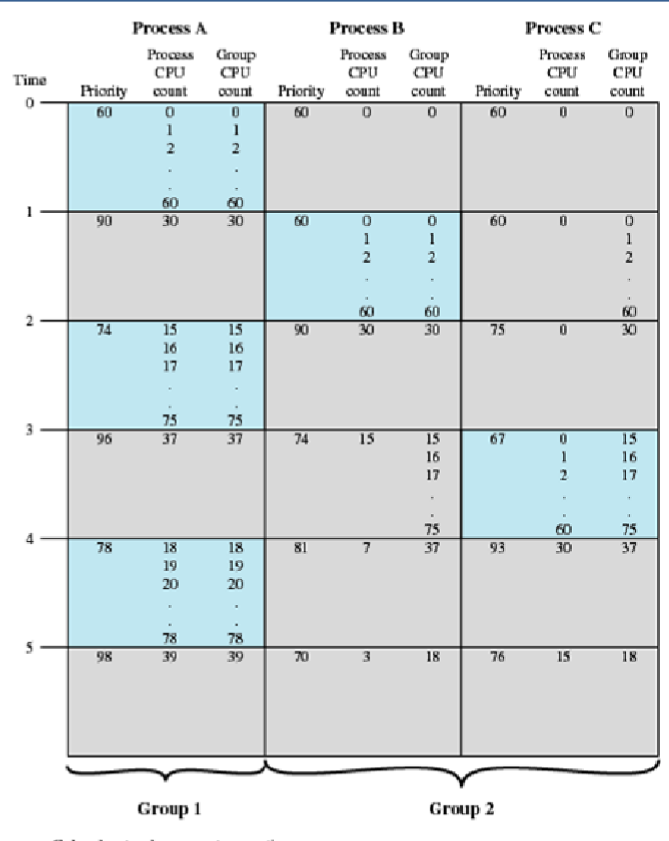 Process A Process B Process C
Time Priority Process CPU count Group CPU count Priority Process CPU count Group CPU count Priority Process CPU count Group CPU count
0
60 0 0 60 0 0 60 0 0
1 1
2 2
. .
. .
60 60
1
90 30 30 60 0 0 60 0 0
1 1 1
2 2 2
. . .
. . .
60 60 60
2
74 15 15 90 30 30 75 0 30
16 16
17 17
. .
. .
75 75
3
96 37 37 74 15 15 67 0 15
16 1 16
17 2 17
. . .
. . .
75 60 75
4
78 18 18 81 7 37 93 30 37
19 19
20 20
. .
. .
78 78
5
98 39 39 70 3 18 76 15 18
Group 1 Group 2